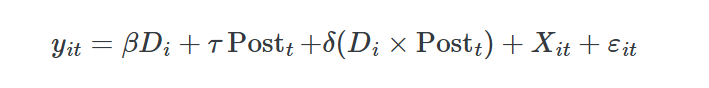 y_{it} = βD_i + τ Post_t +δ(D_i × Post_t) + X_{it} + ε_{it}